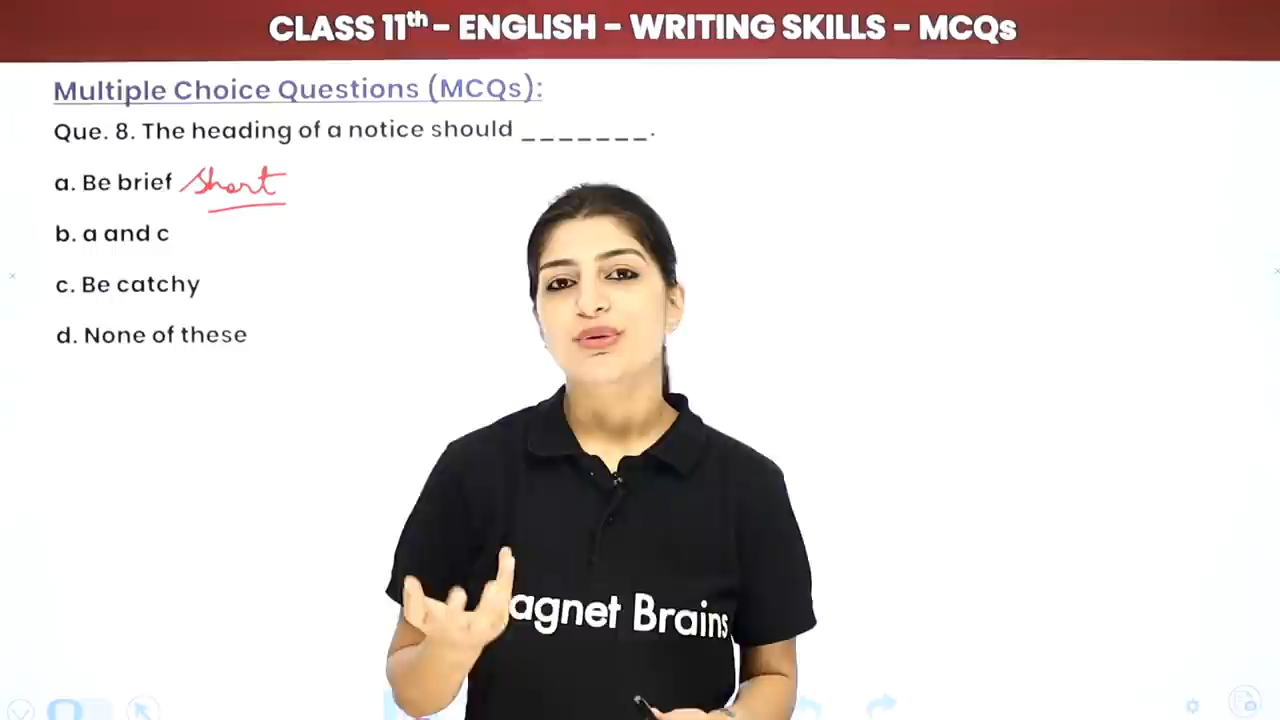 CLASS 11th - ENGLISH - WRITING SKILLS - MCQs
Multiple Choice Questions (MCQs):
Que. 8. The heading of a notice should _______.
a. Be brief short
b. a and c
c. Be catchy
d. None of these
agnet Brains